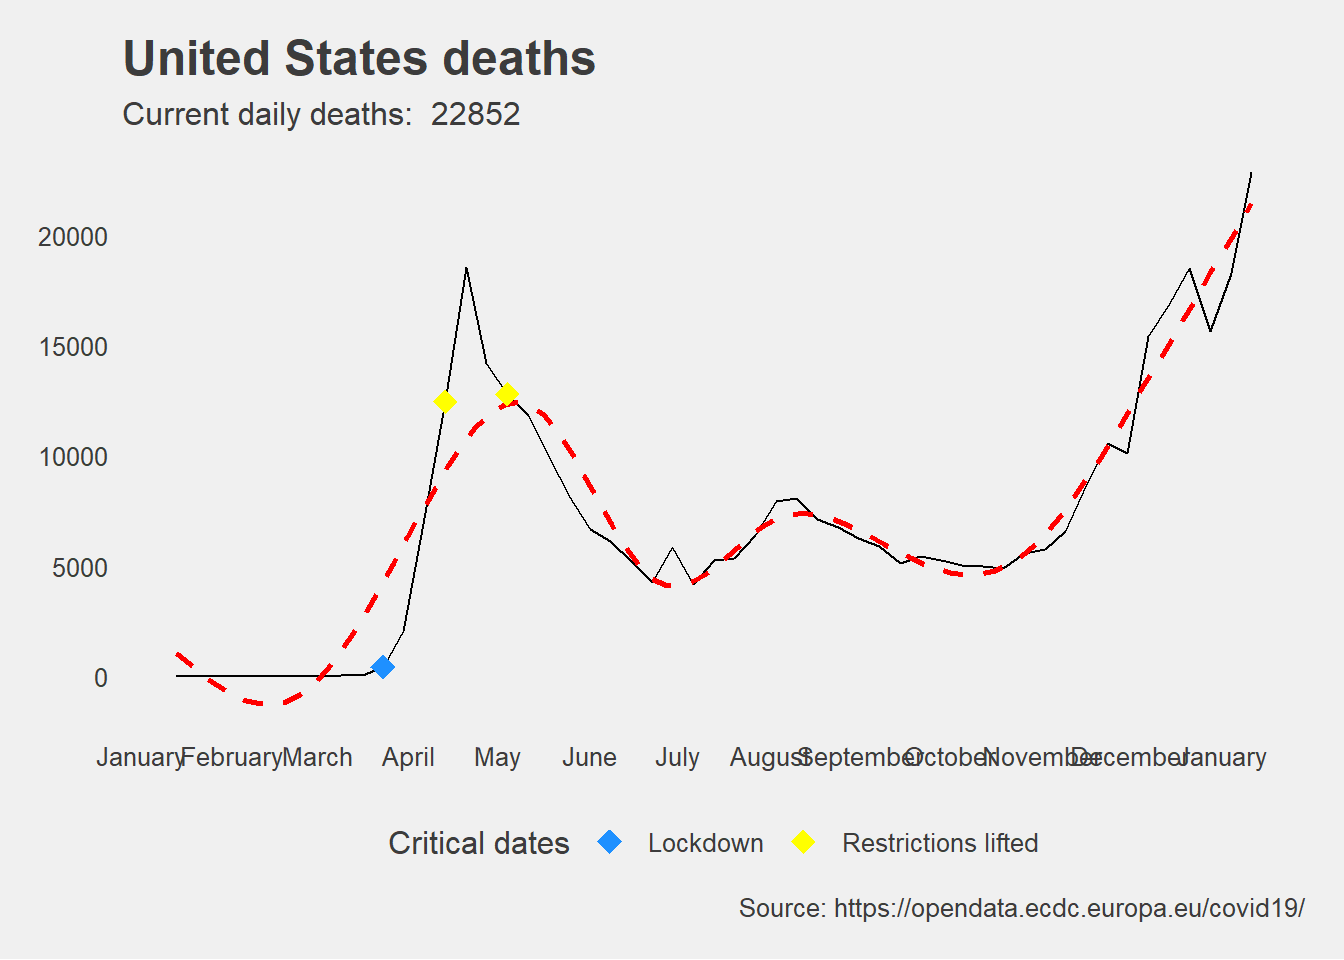 United States deaths
Current daily deaths:  22852
20000
15000
10000
5000
0
January February March April May June July August September October November December January
Critical dates Lockdown Restrictions lifted
Source: https://opendata.ecdc.europa.eu/covid19/